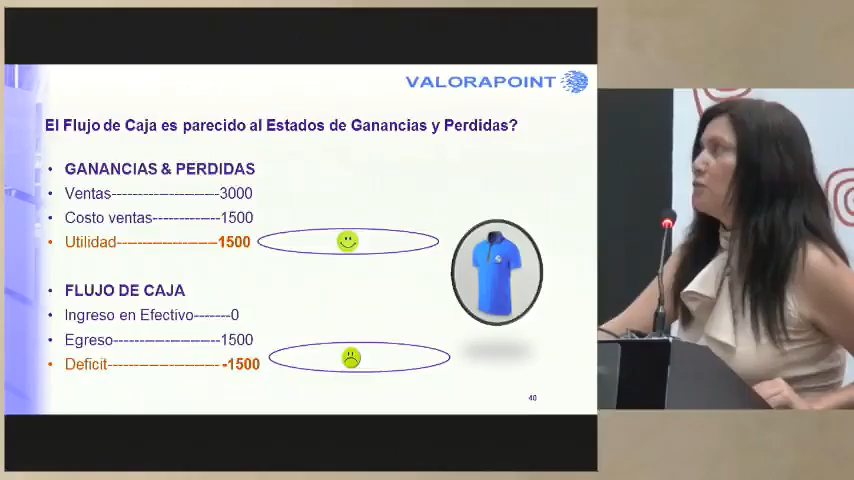 VALORAPOINT
El Flujo de Caja es parecido al Estados de Ganancias y Perdidas?
• GANANCIAS & PERDIDAS
• Ventas----------------------3000
• Costo ventas--------------1500
• Utilidad---------------------1500
• FLUJO DE CAJA
• Ingreso en Efectivo-------0
• Egreso----------------------1500
• Deficit------------------------1500
40